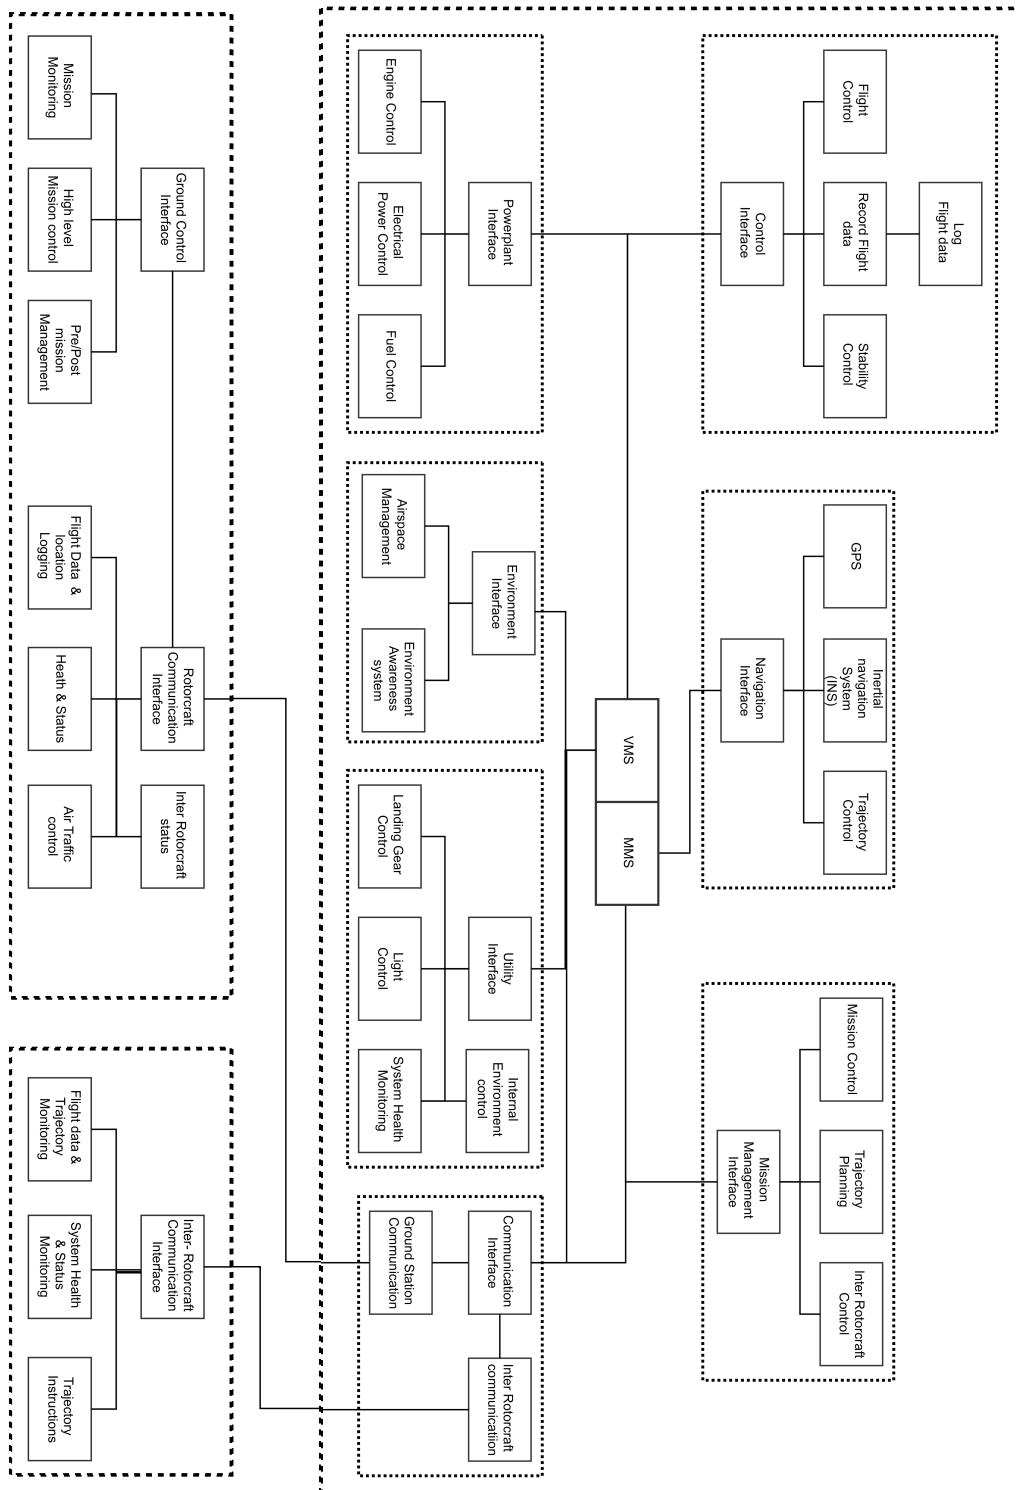 Log
Flight data
Flight
Control
Record Flight
data
Stability
Control
Control
Interface
GPS
Inertial
navigation
System
(INS)
Trajectory
Control
Navigation
Interface
Mission Control
Trajectory
Planning
Inter Rotorcraft
Control
Mission
Management
Interface
VMS
MMS
Powerplant
Interface
Engine Control
Electrical
Power Control
Fuel Control
Environment
Interface
Airspace
Management
Environment
Awareness
system
Utility
Interface
Internal
Environment
control
Landing Gear
Control
Light
Control
System Health
Monitoring
Communication
Interface
Inter Rotorcraft
communicatiion
Ground Station
Communication
Ground Control
Interface
Mission
Monitoring
High level
Mission control
Pre/Post
mission
Management
Rotorcraft
Communication
Interface
Inter Rotorcraft
status
Flight Data &
location
Logging
Heath & Status
Air Traffic
control
Inter- Rotorcraft
Communication
Interface
Flight data &
Trajectory
Monitoring
System Health
& Status
Monitoring
Trajectory
Instructions